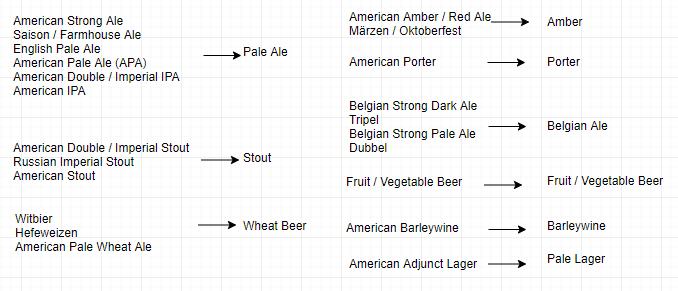 American Strong Ale
Saison / Farmhouse Ale
English Pale Ale
American Pale Ale (APA)
American Double / Imperial IPA
American IPA
Pale Ale
American Double / Imperial Stout
Russian Imperial Stout
American Stout
Stout
Witbier
Hefeweizen
American Pale Wheat Ale
Wheat Beer
American Amber / Red Ale
Märzen / Oktoberfest
Amber
American Porter
Porter
Belgian Strong Dark Ale
Tripel
Belgian Strong Pale Ale
Dubbel
Belgian Ale
Fruit / Vegetable Beer
Fruit / Vegetable Beer
American Barleywine
Barleywine
American Adjunct Lager
Pale Lager